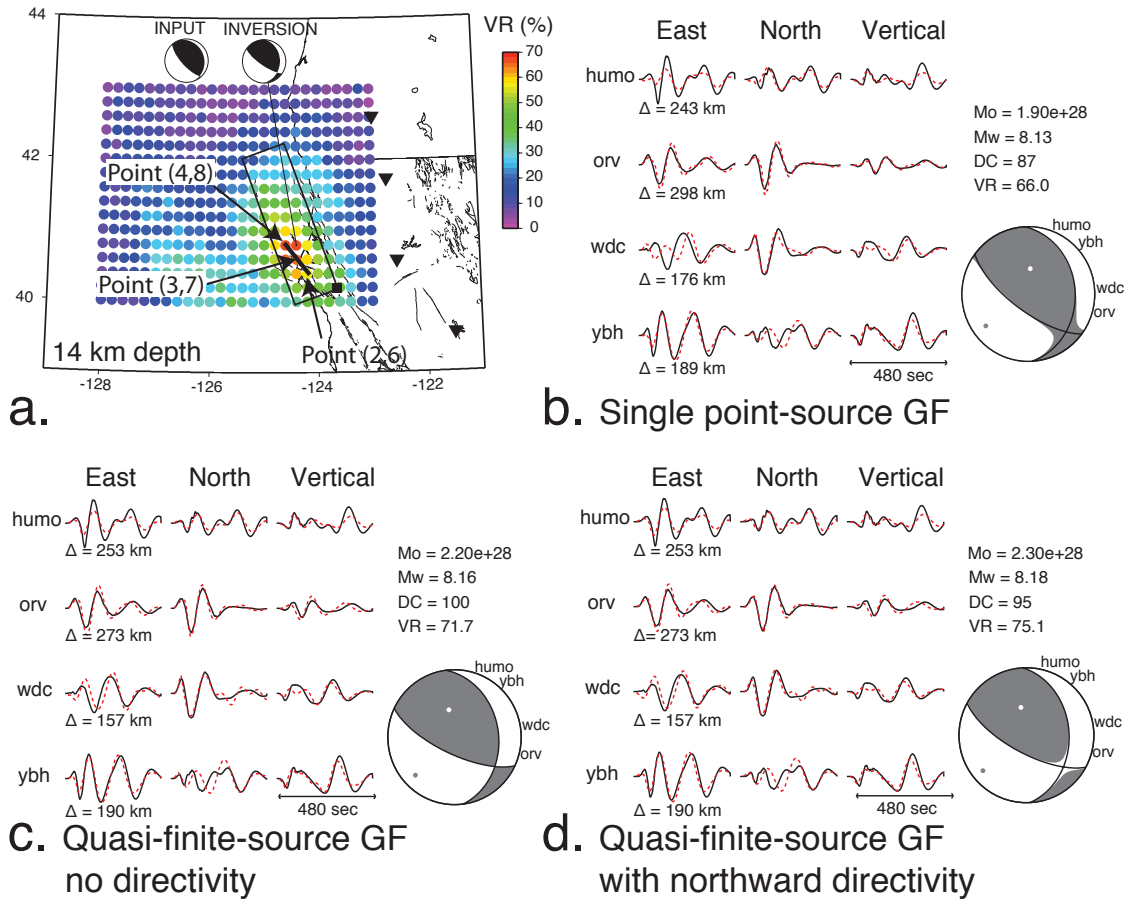 44
42
40
-128
-126
-124
-122
INPUT
INVERSION
VR (%)
70
60
50
40
30
20
10
0
Point (4,8)
Point (3,7)
Point (2,6)
14 km depth
a.
East North Vertical
humo
Δ = 243 km
orv
Δ = 298 km
wdc
Δ = 176 km
ybh
Δ = 189 km
480 sec
Mo = 1.90e+28
Mw = 8.13
DC = 87
VR = 66.0
humo
ybh
wdc
orv
b. Single point-source GF
East North Vertical
humo
Δ = 253 km
orv
Δ = 273 km
wdc
Δ = 157 km
ybh
Δ = 190 km
480 sec
Mo = 2.20e+28
Mw = 8.16
DC = 100
VR = 71.7
humo
ybh
wdc
orv
c. Quasi-finite-source GF
no directivity
East North Vertical
humo
Δ = 253 km
orv
Δ= 273 km
wdc
Δ = 157 km
ybh
Δ = 190 km
480 sec
Mo = 2.30e+28
Mw = 8.18
DC = 95
VR = 75.1
humo
ybh
wdc
orv
d. Quasi-finite-source GF
with northward directivity